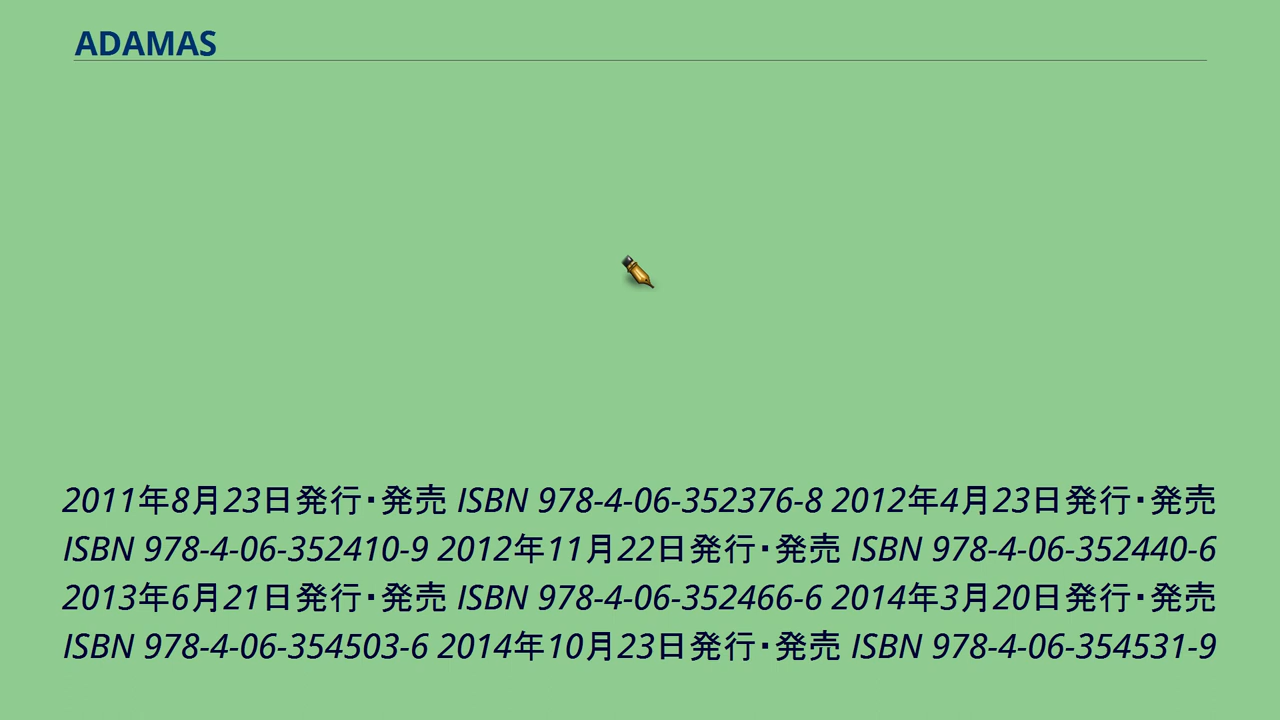 ADAMAS
2011年8月23日発行・発売 ISBN 978-4-06-352376-8 2012年4月23日発行・発売
ISBN 978-4-06-352410-9 2012年11月22日発行・発売 ISBN 978-4-06-352440-6
2013年6月21日発行・発売 ISBN 978-4-06-352466-6 2014年3月20日発行・発売
ISBN 978-4-06-354503-6 2014年10月23日発行・発売 ISBN 978-4-06-354531-9